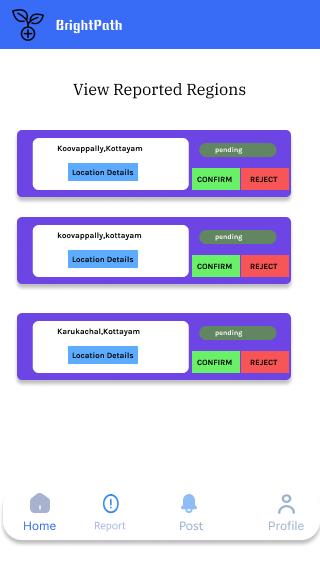 BrightPath
View Reported Regions
Koovappally,Kottayam
pending
Location Details
CONFIRM
REJECT
koovappally,kottayam
pending
Location Details
CONFIRM
REJECT
Karukachal,Kottayam
pending
Location Details
CONFIRM
REJECT
Home
Report
Post
Profile